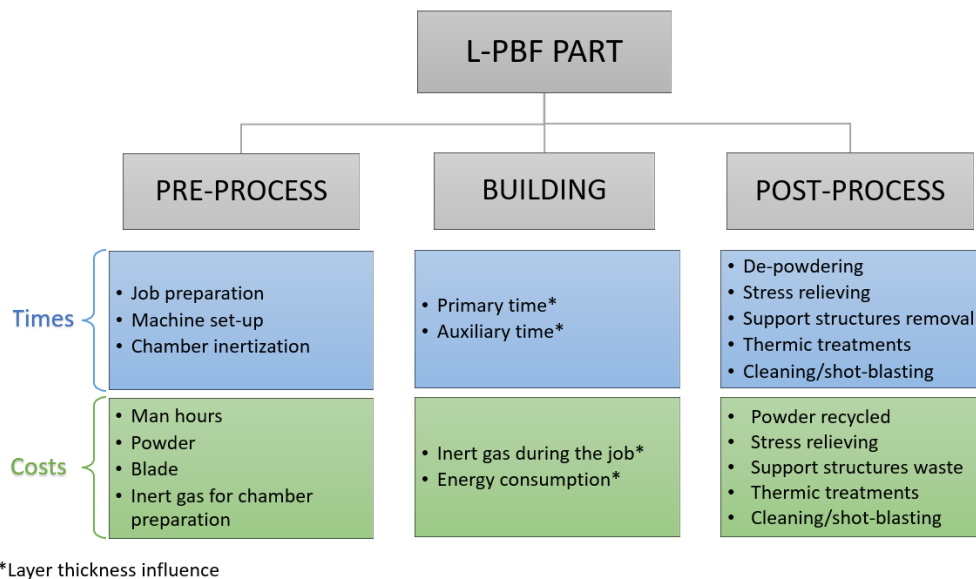 L-PBF PART
PRE-PROCESS
BUILDING
POST-PROCESS
Times
• Job preparation
• Machine set-up
• Chamber inertization
• Primary time*
• Auxiliary time*
• De-powdering
• Stress relieving
• Support structures removal
• Thermic treatments
• Cleaning/shot-blasting
Costs
• Man hours
• Powder
• Blade
• Inert gas for chamber
preparation
• Inert gas during the job*
• Energy consumption*
• Powder recycled
• Stress relieving
• Support structures waste
• Thermic treatments
• Cleaning/shot-blasting
*Layer thickness influence